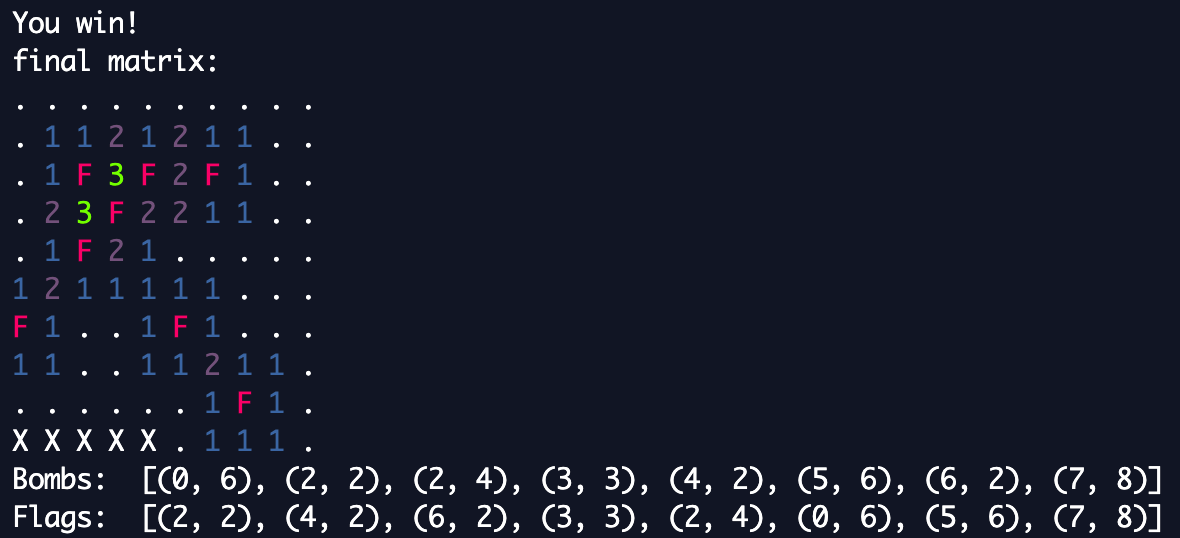 You win!
final matrix:
. . . . . . . . . .
. 1 1 2 1 2 1 1 . .
. 1 F 3 F 2 F 1 . .
. 2 3 F 2 2 1 1 . .
. 1 F 2 1 . . . . .
1 2 1 1 1 1 1 . . .
F 1 . . 1 F 1 . . .
1 1 . . 1 1 2 1 1 .
. . . . . . 1 F 1 .
X X X X X . 1 1 1 .
Bombs:  [(0, 6), (2, 2), (2, 4), (3, 3), (4, 2), (5, 6), (6, 2), (7, 8)]
Flags:  [(2, 2), (4, 2), (6, 2), (3, 3), (2, 4), (0, 6), (5, 6), (7, 8)]